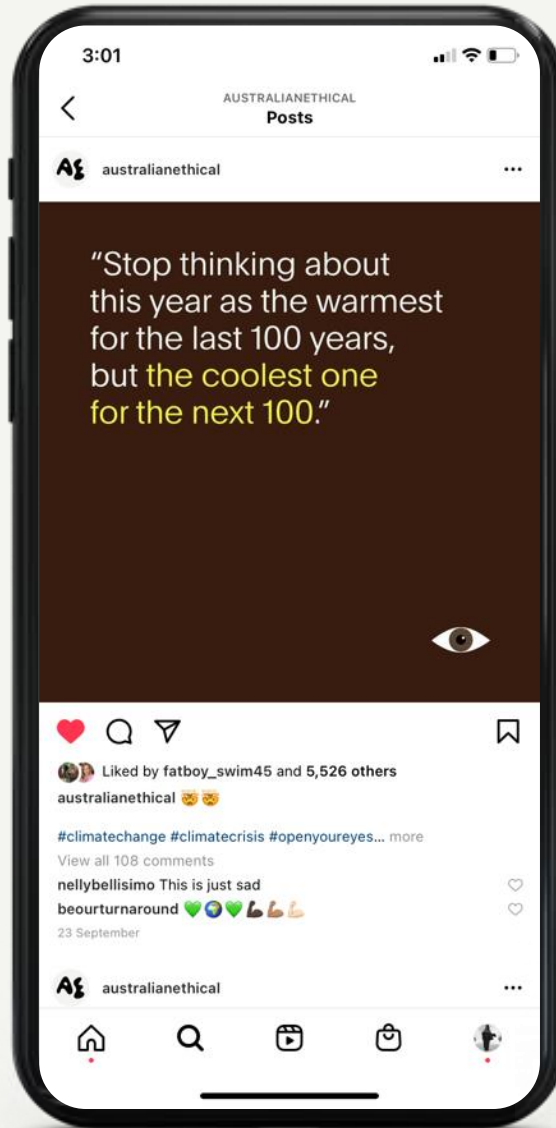 3:01
AUSTRALIANETHICAL
Posts
AE australianethical
“Stop thinking about
this year as the warmest
for the last 100 years,
but the coolest one
for the next 100.”
Liked by fatboy_swim45 and 5,526 others
australianethical 🤯🤯
#climatechange #climatecrisis #openyoureyes... more
View all 108 comments
nellybellisimo This is just sad
beourturnaround 💚🌍💚💪🏿💪🏽💪🏻
23 September
AE australianethical